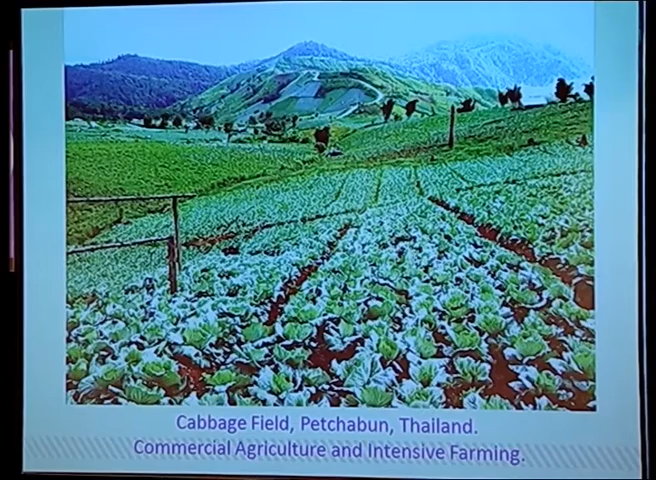 Cabbage Field, Petchabun, Thailand.
Commercial Agriculture and Intensive Farming.